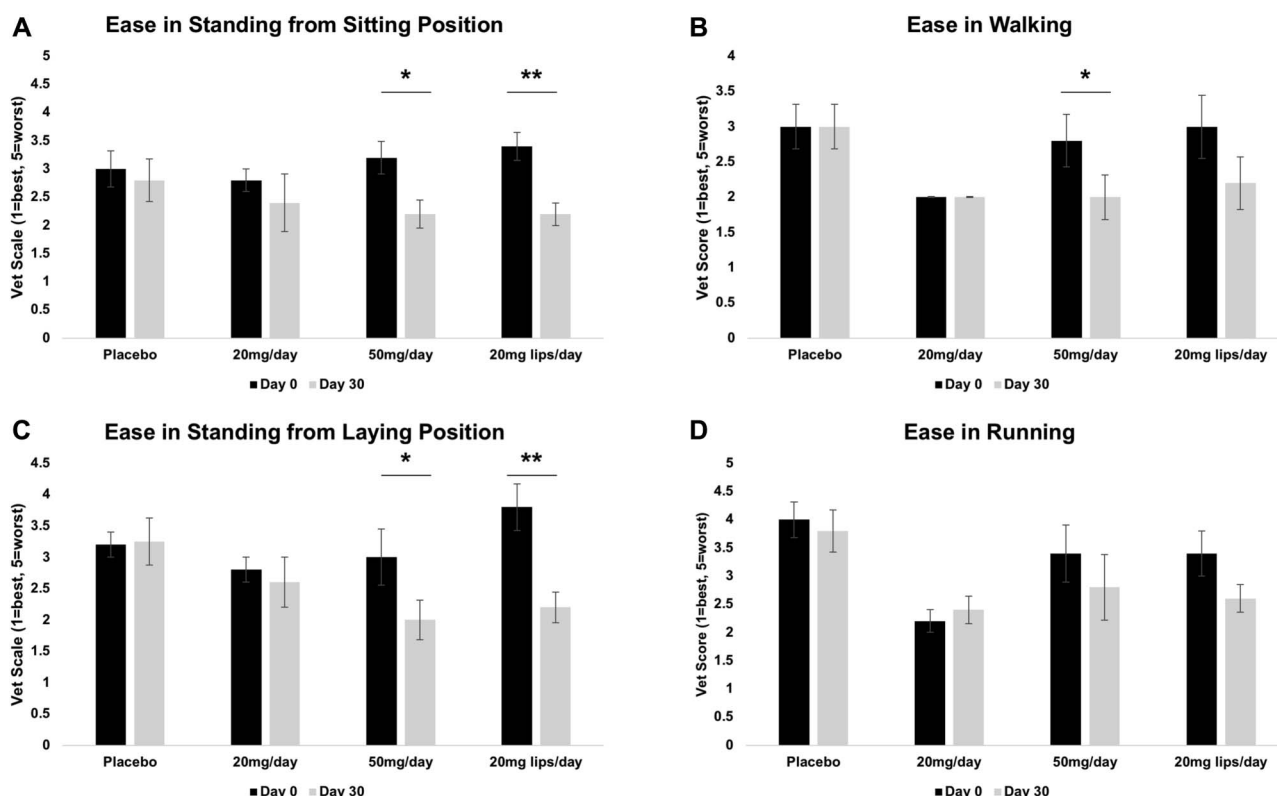 A
Ease in Standing from Sitting Position
Vet Scale (1=best, 5=worst)
5
4.5
4
3.5
3
2.5
2
1.5
1
0.5
0
*
**
Placebo 20mg/day 50mg/day 20mg lips/day
Day 0 Day 30
B
Ease in Walking
Vet Score (1=best, 5=worst)
4
3.5
3
2.5
2
1.5
1
0.5
0
*
Placebo 20mg/day 50mg/day 20mg lips/day
Day 0 Day 30
C
Ease in Standing from Laying Position
Vet Scale (1=best, 5=worst)
4.5
4
3.5
3
2.5
2
1.5
1
0.5
0
*
**
Placebo 20mg/day 50mg/day 20mg lips/day
Day 0 Day 30
D
Ease in Running
Vet Score (1=best, 5=worst)
5
4.5
4
3.5
3
2.5
2
1.5
1
0.5
0
Placebo 20mg/day 50mg/day 20mg lips/day
Day 0 Day 30